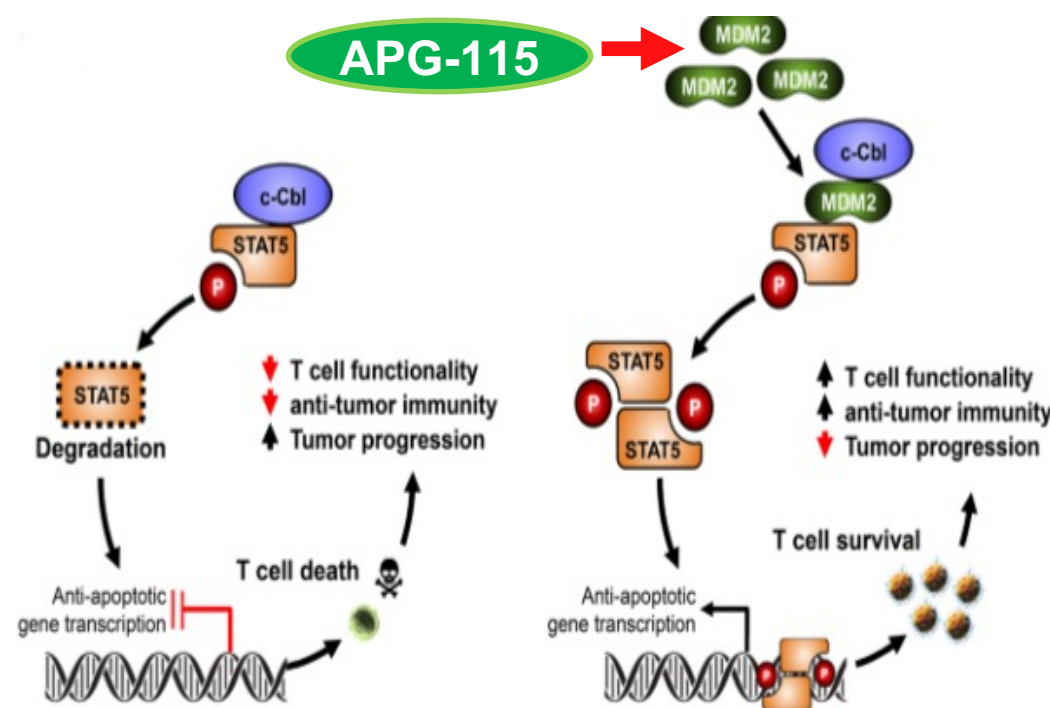 APG-115
MDM2
MDM2
MDM2
c-Cbl
STAT5
P
STAT5
Degradation
T cell functionality
anti-tumor immunity
Tumor progression
Anti-apoptotic
gene transcription
T cell death
c-Cbl
MDM2
STAT5
P
STAT5
P
P
STAT5
T cell functionality
anti-tumor immunity
Tumor progression
T cell survival
Anti-apoptotic
gene transcription
P
P